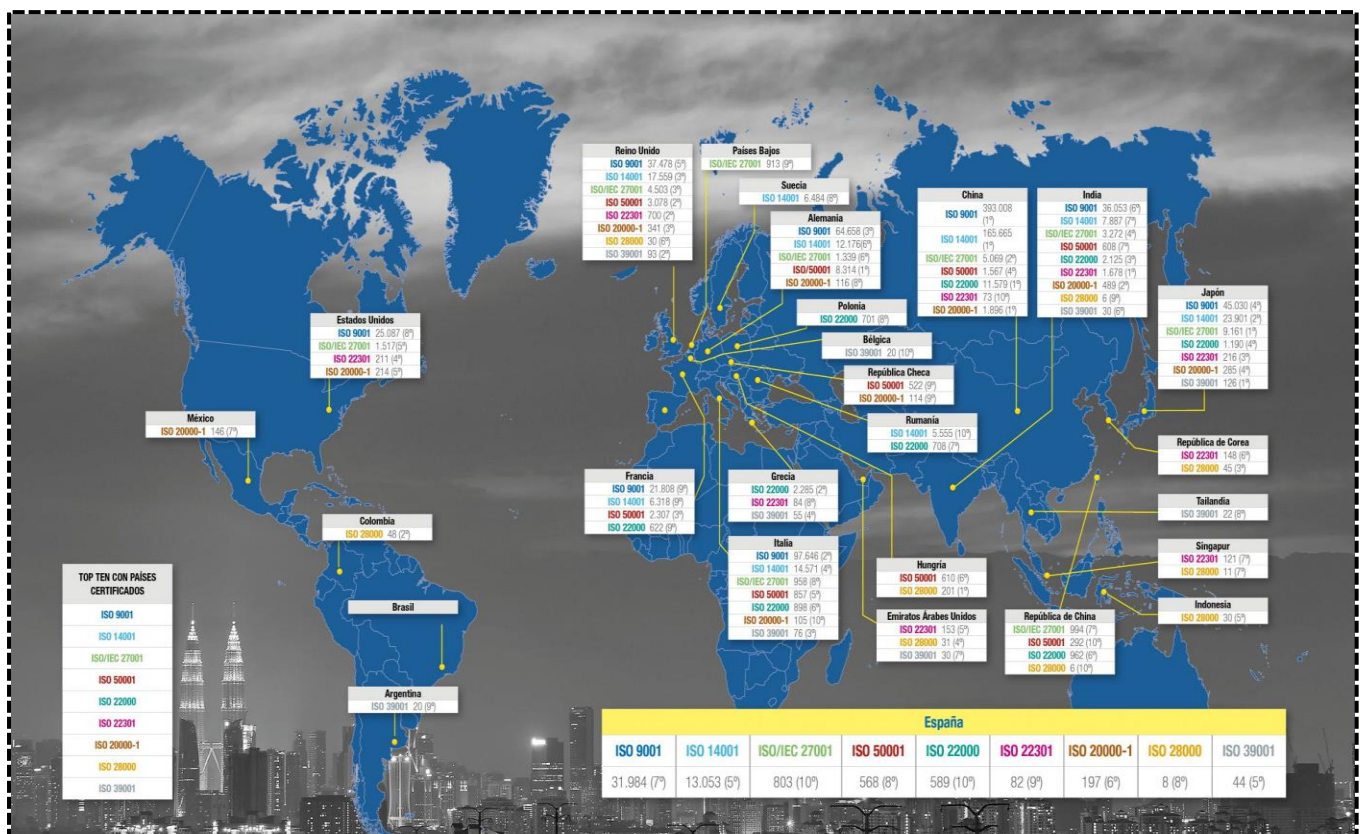 Reino Unido
ISO 9001 37.478 (5º)
ISO 14001 17.559 (3º)
ISO/IEC 27001 4.503 (3º)
ISO 50001 3.078 (2º)
ISO 22301 700 (2º)
ISO 20000-1 341 (3º)
ISO 28000 30 (6º)
ISO 39001 93 (2º)
Países Bajos
ISO/IEC 27001 913 (9º)
Suecia
ISO 14001 6.484 (8º)
Alemania
ISO 9001 64.658 (3º)
ISO 14001 12.176(6º)
ISO/IEC 27001 1.339 (6º)
ISO/50001 8.314 (1º)
ISO 20000-1 116 (8º)
China
ISO 9001 393.008
(1º)
ISO 14001 165.665
(1º)
ISO/IEC 27001 5.069 (2º)
ISO 50001 1.567 (4º)
ISO 22000 11.579 (1º)
ISO 22301 73 (10º)
ISO 20000-1 1.896 (1º)
India
ISO 9001 36.053 (6º)
ISO 14001 7.887 (7º)
ISO/IEC 27001 3.272 (4º)
ISO 50001 608 (7º)
ISO 22000 2.125 (3º)
ISO 22301 1.678 (1º)
ISO 20000-1 489 (2º)
ISO 28000 6 (9º)
ISO 39001 30 (6º)
Japón
ISO 9001 45.030 (4º)
ISO 14001 23.901 (2º)
ISO/IEC 27001 9.161 (1º)
ISO 22000 1.190 (4º)
ISO 22301 216 (3º)
ISO 20000-1 285 (4º)
ISO 39001 126 (1º)
Polonia
ISO 22000 701 (8º)
Bélgica
ISO 39001 20 (10º)
Estados Unidos
ISO 9001 25.087 (8º)
ISO/IEC 27001 1.517(5º)
ISO 22301 211 (4º)
ISO 20000-1 214 (5º)
República Checa
ISO 50001 522 (9º)
ISO 20000-1 114 (9º)
México
ISO 20000-1 146 (7º)
Rumanía
ISO 14001 5.555 (10º)
ISO 22000 708 (7º)
República de Corea
ISO 22301 148 (6º)
ISO 28000 45 (3º)
Francia
ISO 9001 21.808 (9º)
ISO 14001 6.318 (9º)
ISO 50001 2.307 (3º)
ISO 22000 622 (9º)
Grecia
ISO 22000 2.285 (2º)
ISO 22301 84 (8º)
ISO 39001 55 (4º)
Tailandia
ISO 39001 22 (8º)
Colombia
ISO 28000 48 (2º)
Italia
ISO 9001 97.646 (2º)
ISO 14001 14.571 (4º)
ISO/IEC 27001 958 (8º)
ISO 50001 857 (5º)
ISO 22000 898 (6º)
ISO 20000-1 105 (10º)
ISO 39001 76 (3º)
Singapur
ISO 22301 121 (7º)
ISO 28000 11 (7º)
Hungría
ISO 50001 610 (6º)
ISO 28000 201 (1º)
Indonesia
ISO 28000 30 (5º)
Emiratos Árabes Unidos
ISO 22301 153 (5º)
ISO 28000 31 (4º)
ISO 39001 30 (7º)
República de China
ISO/IEC 27001 994 (7º)
ISO 50001 292 (10º)
ISO 22000 962 (6º)
ISO 28000 6 (10º)
Brasil
Argentina
ISO 39001 20 (9º)
TOP TEN CON PAÍSES
CERTIFICADOS
ISO 9001
ISO 14001
ISO/IEC 27001
ISO 50001
ISO 22000
ISO 22301
ISO 20000-1
ISO 28000
ISO 39001
España
ISO 9001 ISO 14001 ISO/IEC 27001 ISO 50001 ISO 22000 ISO 22301 ISO 20000-1 ISO 28000 ISO 39001
31.984 (7º) 13.053 (5º) 803 (10º) 568 (8º) 589 (10º) 82 (9º) 197 (6º) 8 (8º) 44 (5º)